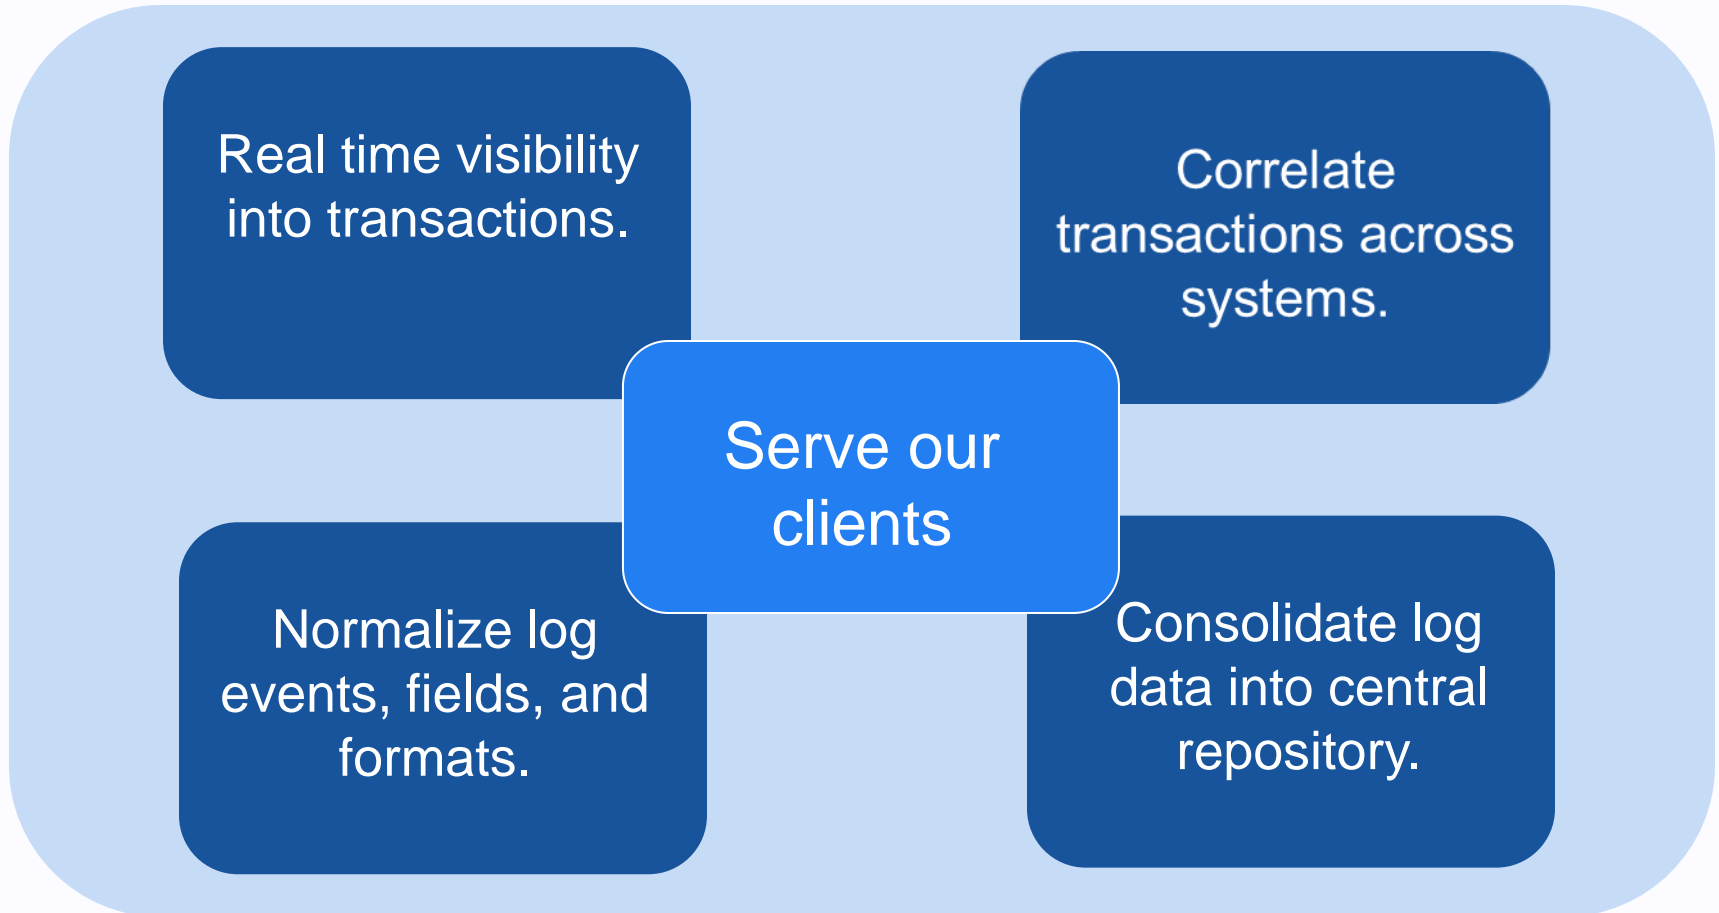 Real time visibility
into transactions.
Correlate
transactions across
systems.
Serve our
clients
Normalize log
events, fields, and
formats.
Consolidate log
data into central
repository.